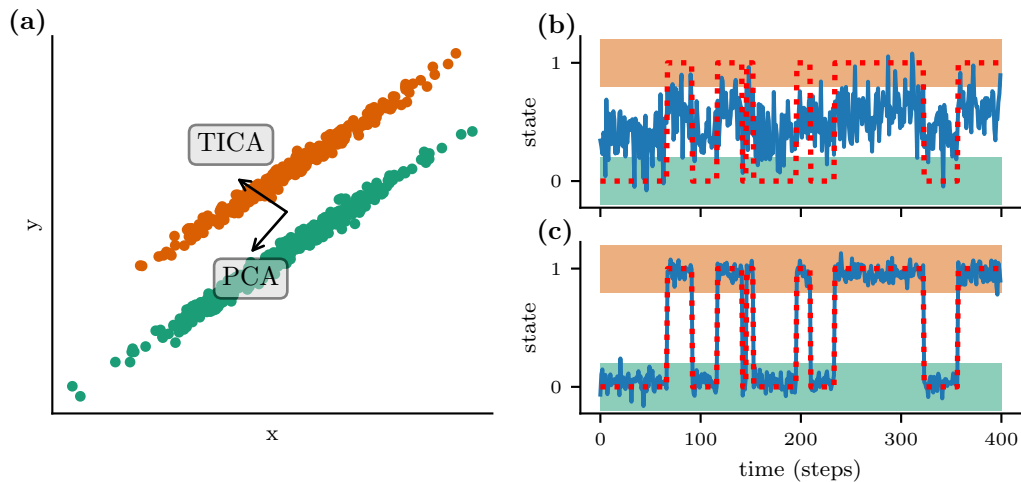 (a)
TICA
PCA
y
x
(b)
1
state
0
(c)
1
state
0
0
100
200
300
400
time (steps)